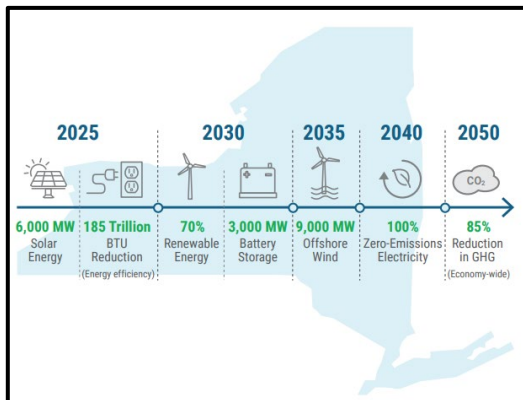 2025
2030
2035
2040
2050
CO₂
6,000 MW
Solar
Energy
185 Trillion
BTU
Reduction
(Energy efficiency)
70%
Renewable
Energy
3,000 MW
Battery
Storage
9,000 MW
Offshore
Wind
100%
Zero-Emissions
Electricity
85%
Reduction
in GHG
(Economy-wide)